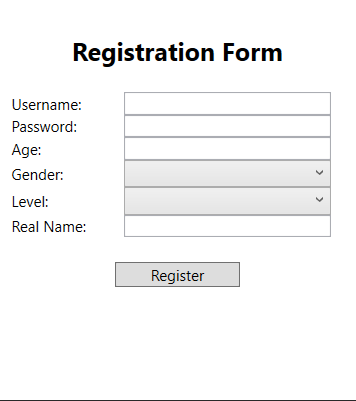 Registration Form
Username:
Password:
Age:
Gender:
Level:
Real Name:
Register